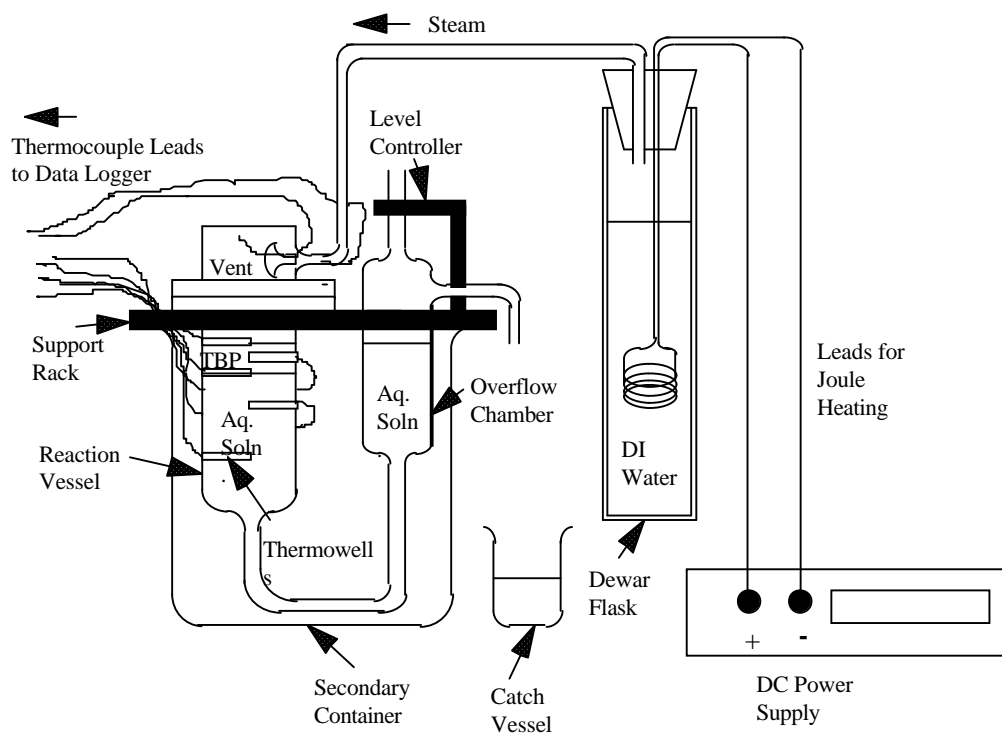 Steam
Level
Controller
Thermocouple Leads
to Data Logger
Vent
Support
Rack
TBP
Aq.
Soln
Aq.
Soln
Overflow
Chamber
Leads for
Joule
Heating
Reaction
Vessel
DI
Water
Thermowell
s
Dewar
Flask
+
-
Secondary
Container
Catch
Vessel
DC Power
Supply